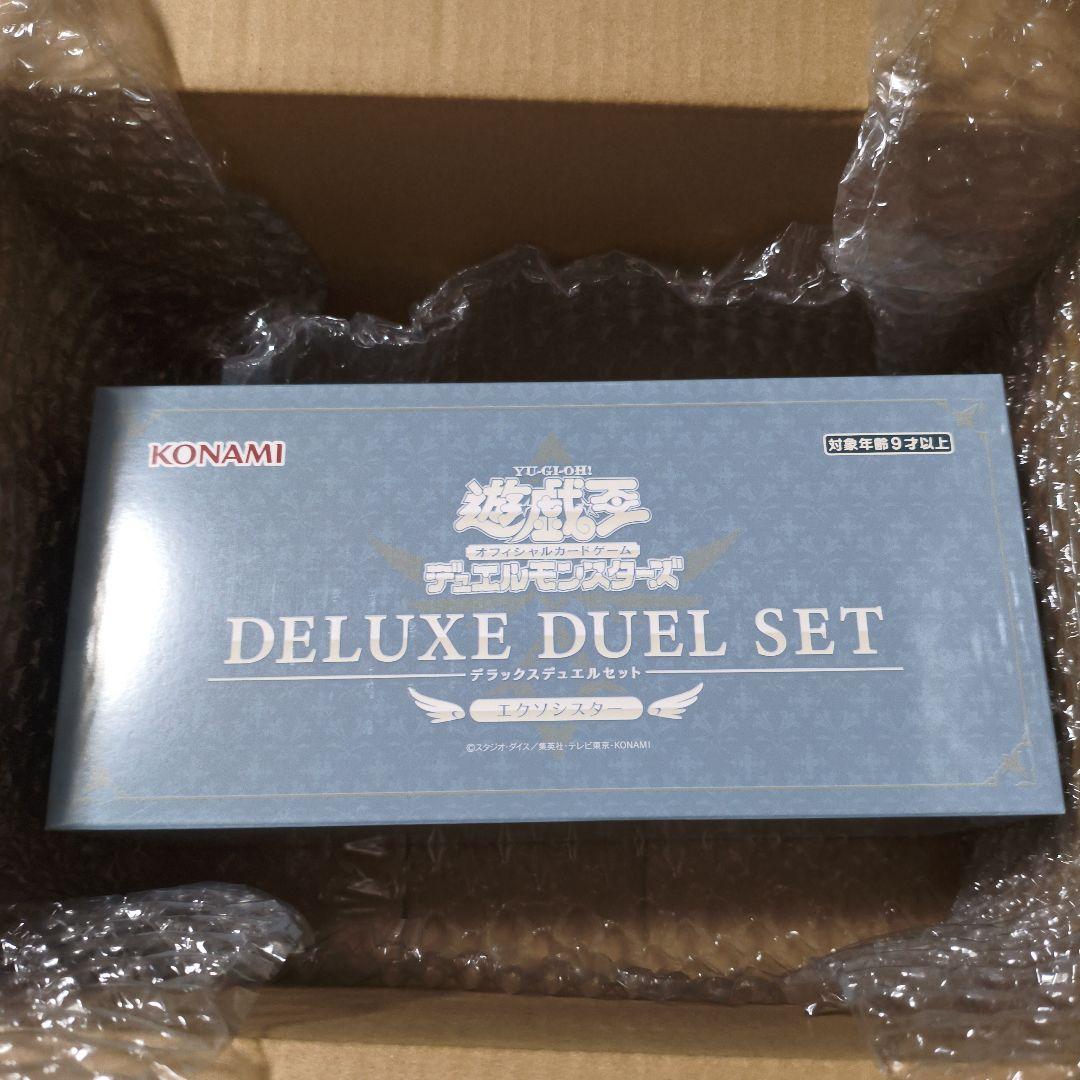 KONAMI
対象年齢9才以上
YU-GI-OH!
遊☆戯☆王
オフィシャルカードゲーム
デュエルモンスターズ
DELUXE DUEL SET
デラックスデュエルセット
エクソシスター
©スタジオ・ダイス/集英社・テレビ東京・KONAMI